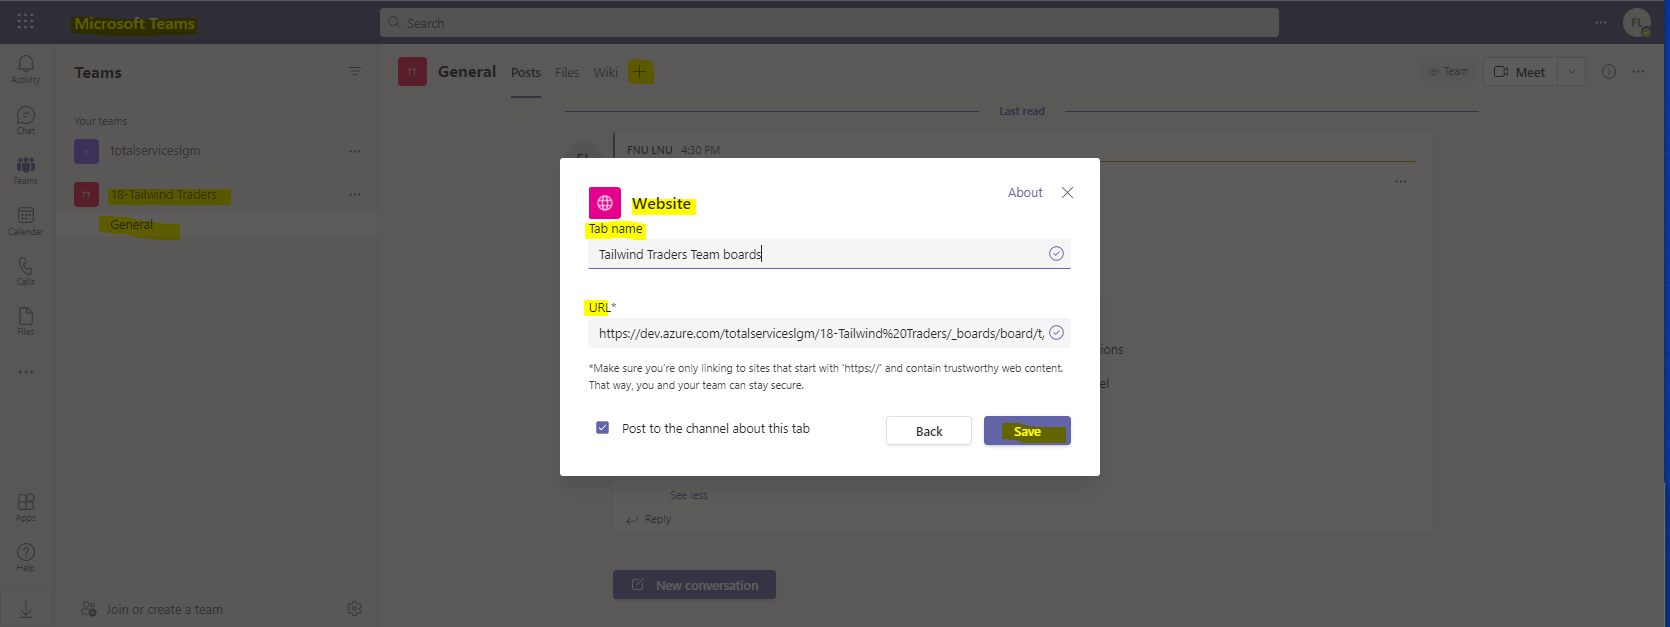 Microsoft Teams
Search
FL
Activity
Chat
Teams
Calendar
Calls
Files
Apps
Help
Teams
Your teams
totalserviceslgm
TT
18-Tailwind Traders
General
Join or create a team
TT
General
Posts
Files
Wiki
Team
Meet
Last read
FNU LNU 4:30 PM
Website
About
Tab name
Tailwind Traders Team boards
URL*
https://dev.azure.com/totalserviceslgm/18-Tailwind%20Traders/_boards/board/t/
*Make sure you're only linking to sites that start with 'https://' and contain trustworthy web content.
That way, you and your team can stay secure.
Post to the channel about this tab
Back
Save
See less
Reply
New conversation